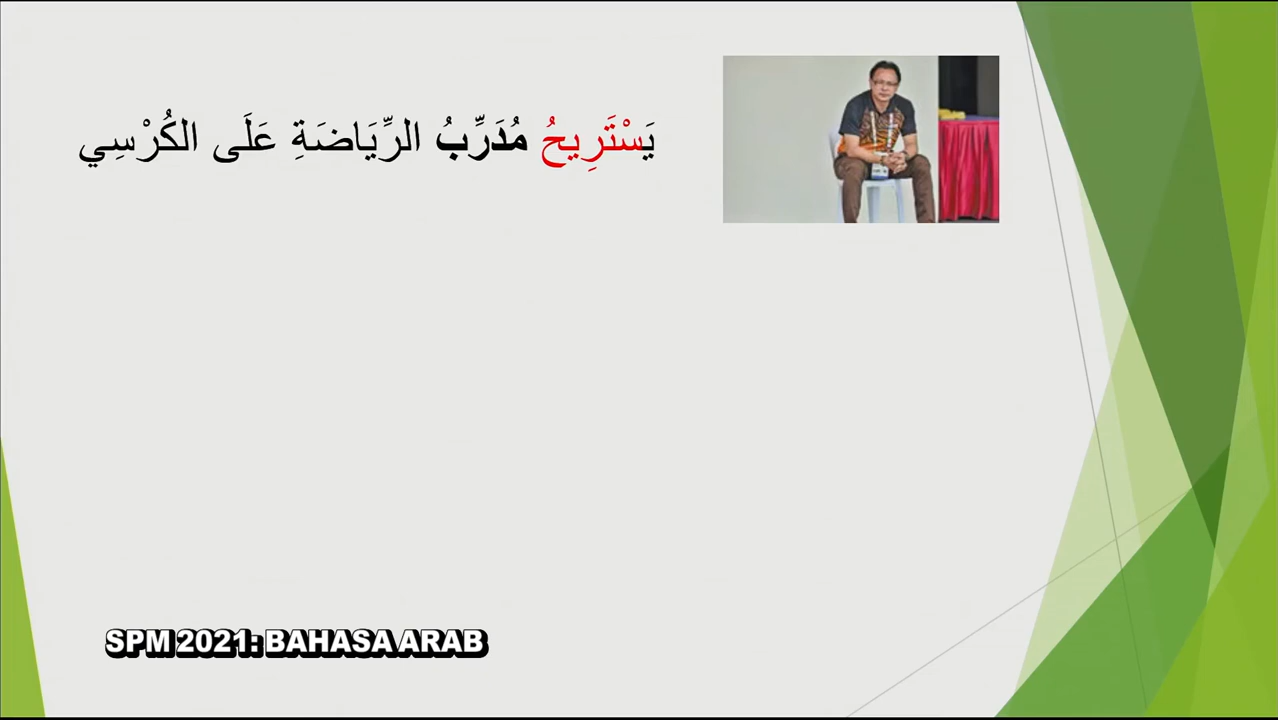 يَسْتَرِيحُ مُدَرِّبُ الرِّيَاضَةِ عَلَى الكُرْسِي
SPM 2021: BAHASA ARAB